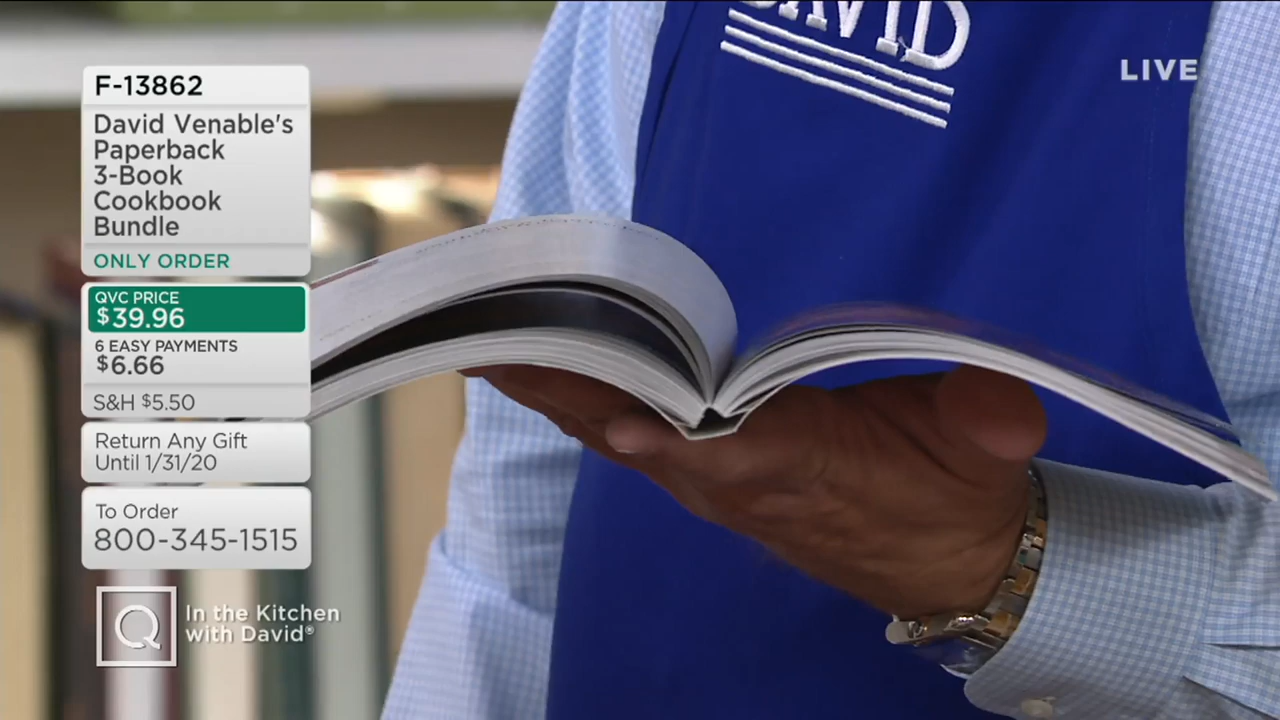 DAVID
LIVE
F-13862
David Venable's
Paperback
3-Book
Cookbook
Bundle
ONLY ORDER
QVC PRICE
$39.96
6 EASY PAYMENTS
$6.66
S&H $5.50
Return Any Gift
Until 1/31/20
To Order
800-345-1515
Q
In the Kitchen
with David®